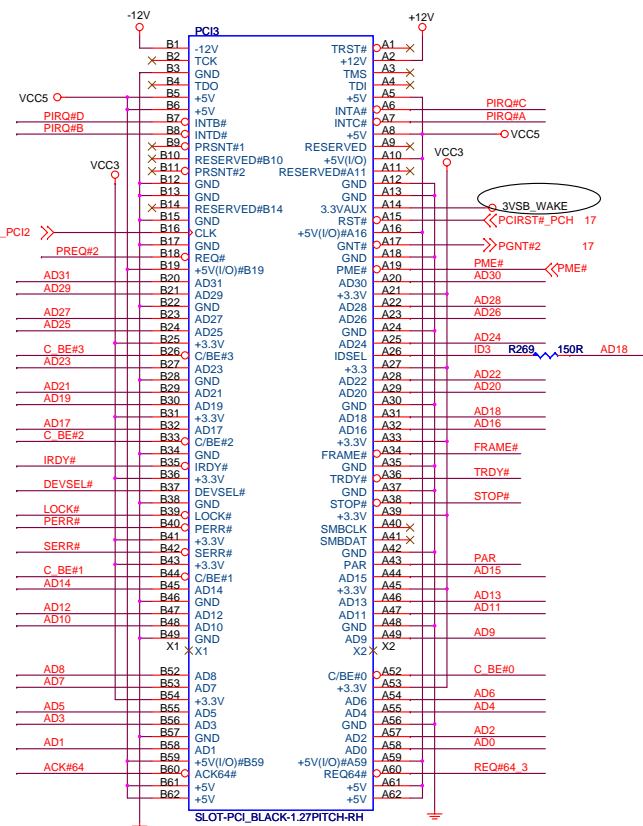 -12V +12V
PCI3
B1 -12V TRST# A1
B2 TCK +12V A2
B3 GND TMS A3
B4 TDO TDI A4
VCC5 B5 +5V +5V A5
B6 +5V INTA# A6 PIRQ#C
PIRQ#D B7 INTB# INTC# A7 PIRQ#A
PIRQ#B B8 INTD# +5V A8 VCC5
B9 PRSNT#1 RESERVED A9
B10 RESERVED#B10 +5V(I/O) A10
VCC3 B11 PRSNT#2 RESERVED#A11 A11 VCC3
B12 GND GND A12
B13 GND GND A13
B14 RESERVED#B14 3.3VAUX A14 3VSB_WAKE
B15 GND RST# A15 PCIRST#_PCH 17
_PCI2 B16 CLK +5V(I/O)#A16 A16
B17 GND GNT# A17 PGNT#2 17
PREQ#2 B18 REQ# GND A18
B19 +5V(I/O)#B19 PME# A19 PME# PME#
AD31 B20 AD31 AD30 A20 AD30
AD29 B21 AD29 +3.3V A21
B22 GND AD28 A22 AD28
AD27 B23 AD27 AD26 A23 AD26
AD25 B24 AD25 GND A24
B25 +3.3V AD24 A25 AD24
C_BE#3 B26 C/BE#3 IDSEL A26 ID3 R269 150R AD18
AD23 B27 AD23 +3.3 A27
B28 GND AD22 A28 AD22
AD21 B29 AD21 AD20 A29 AD20
AD19 B30 AD19 GND A30
B31 +3.3V AD18 A31 AD18
AD17 B32 AD17 AD16 A32 AD16
C_BE#2 B33 C/BE#2 +3.3V A33
B34 GND FRAME# A34 FRAME#
IRDY# B35 IRDY# GND A35
B36 +3.3V TRDY# A36 TRDY#
DEVSEL# B37 DEVSEL# GND A37
B38 GND STOP# A38 STOP#
LOCK# B39 LOCK# +3.3V A39
PERR# B40 PERR# SMBCLK A40
B41 +3.3V SMBDAT A41
SERR# B42 SERR# GND A42
B43 +3.3V PAR A43 PAR
C_BE#1 B44 C/BE#1 AD15 A44 AD15
AD14 B45 AD14 +3.3V A45
B46 GND AD13 A46 AD13
AD12 B47 AD12 AD11 A47 AD11
AD10 B48 AD10 GND A48
B49 GND AD9 A49 AD9
X1 X1 X2 X2
AD8 B52 AD8 C/BE#0 A52 C_BE#0
AD7 B53 AD7 +3.3V A53
B54 +3.3V AD6 A54 AD6
AD5 B55 AD5 AD4 A55 AD4
AD3 B56 AD3 GND A56
B57 GND AD2 A57 AD2
AD1 B58 AD1 AD0 A58 AD0
B59 +5V(I/O)#B59 +5V(I/O)#A59 A59
ACK#64 B60 ACK64# REQ64# A60 REQ#64_3
B61 +5V +5V A61
B62 +5V +5V A62
SLOT-PCI_BLACK-1.27PITCH-RH